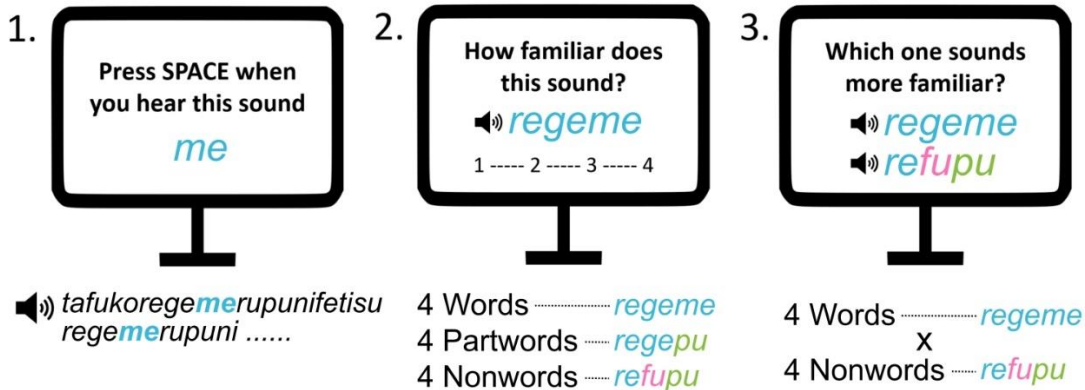 1.
Press SPACE when
you hear this sound
me
tafukoregemerupunifetisu
regemerupuni ......
2.
How familiar does
this sound?
regeme
1 ----- 2 ----- 3 ----- 4
4 Words ................ regeme
4 Partwords ...... regepu
4 Nonwords ...... refupu
3.
Which one sounds
more familiar?
regeme
refupu
4 Words ................ regeme
x
4 Nonwords ...... refupu